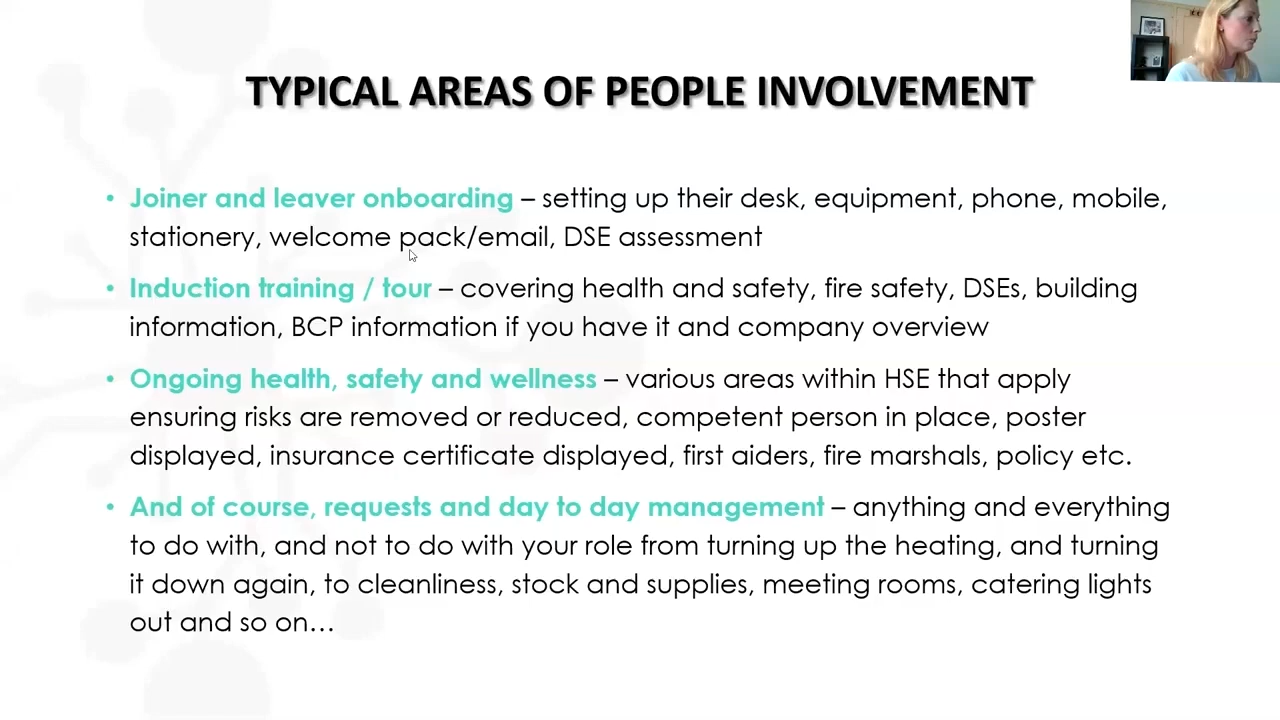 TYPICAL AREAS OF PEOPLE INVOLVEMENT
• Joiner and leaver onboarding – setting up their desk, equipment, phone, mobile,
stationery, welcome pack/email, DSE assessment
• Induction training / tour – covering health and safety, fire safety, DSEs, building
information, BCP information if you have it and company overview
• Ongoing health, safety and wellness – various areas within HSE that apply
ensuring risks are removed or reduced, competent person in place, poster
displayed, insurance certificate displayed, first aiders, fire marshals, policy etc.
• And of course, requests and day to day management – anything and everything
to do with, and not to do with your role from turning up the heating, and turning
it down again, to cleanliness, stock and supplies, meeting rooms, catering lights
out and so on…